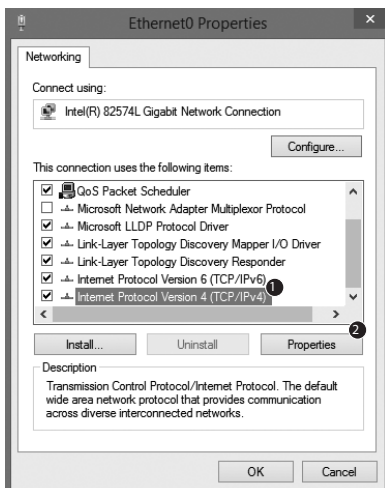 Ethernet0 Properties
×
Networking
Connect using:
Intel(R) 82574L Gigabit Network Connection
Configure...
This connection uses the following items:
QoS Packet Scheduler
Microsoft Network Adapter Multiplexor Protocol
Microsoft LLDP Protocol Driver
Link-Layer Topology Discovery Mapper I/O Driver
Link-Layer Topology Discovery Responder
Internet Protocol Version 6 (TCP/IPv6)
Internet Protocol Version 4 (TCP/IPv4)
1
2
Install...
Uninstall
Properties
Description
Transmission Control Protocol/Internet Protocol. The default
wide area network protocol that provides communication
across diverse interconnected networks.
OK
Cancel